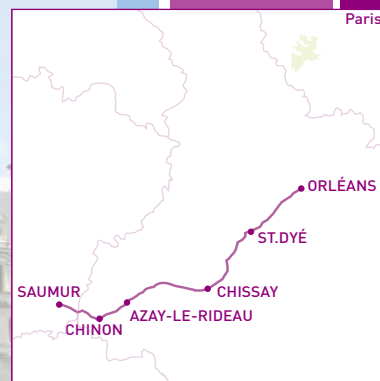 Paris
ORLÉANS
ST.DYÉ
CHISSAY
SAUMUR
AZAY-LE-RIDEAU
CHINON